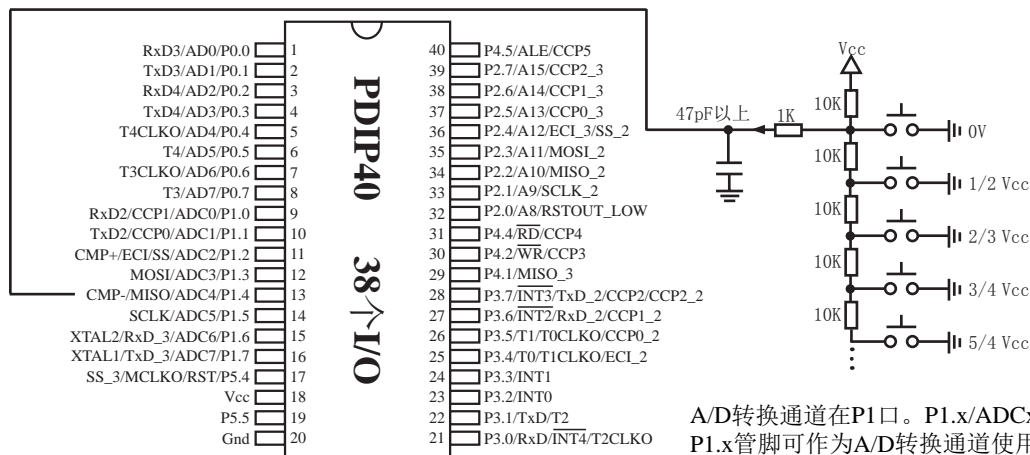 RxD3/AD0/P0.0 1
TxD3/AD1/P0.1 2
RxD4/AD2/P0.2 3
TxD4/AD3/P0.3 4
T4CLKO/AD4/P0.4 5
T4/AD5/P0.5 6
T3CLKO/AD6/P0.6 7
T3/AD7/P0.7 8
RxD2/CCP1/ADC0/P1.0 9
TxD2/CCP0/ADC1/P1.1 10
CMP+/ECI/SS/ADC2/P1.2 11
MOSI/ADC3/P1.3 12
CMP-/MISO/ADC4/P1.4 13
SCLK/ADC5/P1.5 14
XTAL2/RxD_3/ADC6/P1.6 15
XTAL1/TxD_3/ADC7/P1.7 16
SS_3/MCLKO/RST/P5.4 17
Vcc 18
P5.5 19
Gnd 20
PDIP40 38个I/O
40 P4.5/ALE/CCP5
39 P2.7/A15/CCP2_3
38 P2.6/A14/CCP1_3
37 P2.5/A13/CCP0_3
36 P2.4/A12/ECI_3/SS_2
35 P2.3/A11/MOSI_2
34 P2.2/A10/MISO_2
33 P2.1/A9/SCLK_2
32 P2.0/A8/RSTOUT_LOW
31 P4.4/RD/CCP4
30 P4.2/WR/CCP3
29 P4.1/MISO_3
28 P3.7/INT3/TxD_2/CCP2/CCP2_2
27 P3.6/INT2/RxD_2/CCP1_2
26 P3.5/T1/T0CLKO/CCP0_2
25 P3.4/T0/T1CLKO/ECI_2
24 P3.3/INT1
23 P3.2/INT0
22 P3.1/TxD/T2
21 P3.0/RxD/INT4/T2CLKO
Vcc
10K
47pF以上 1K
0V
10K
1/2 Vcc
10K
2/3 Vcc
10K
3/4 Vcc
10K
5/4 Vcc
A/D转换通道在P1口。P1.x/ADCx
P1.x管脚可作为A/D转换通道使用